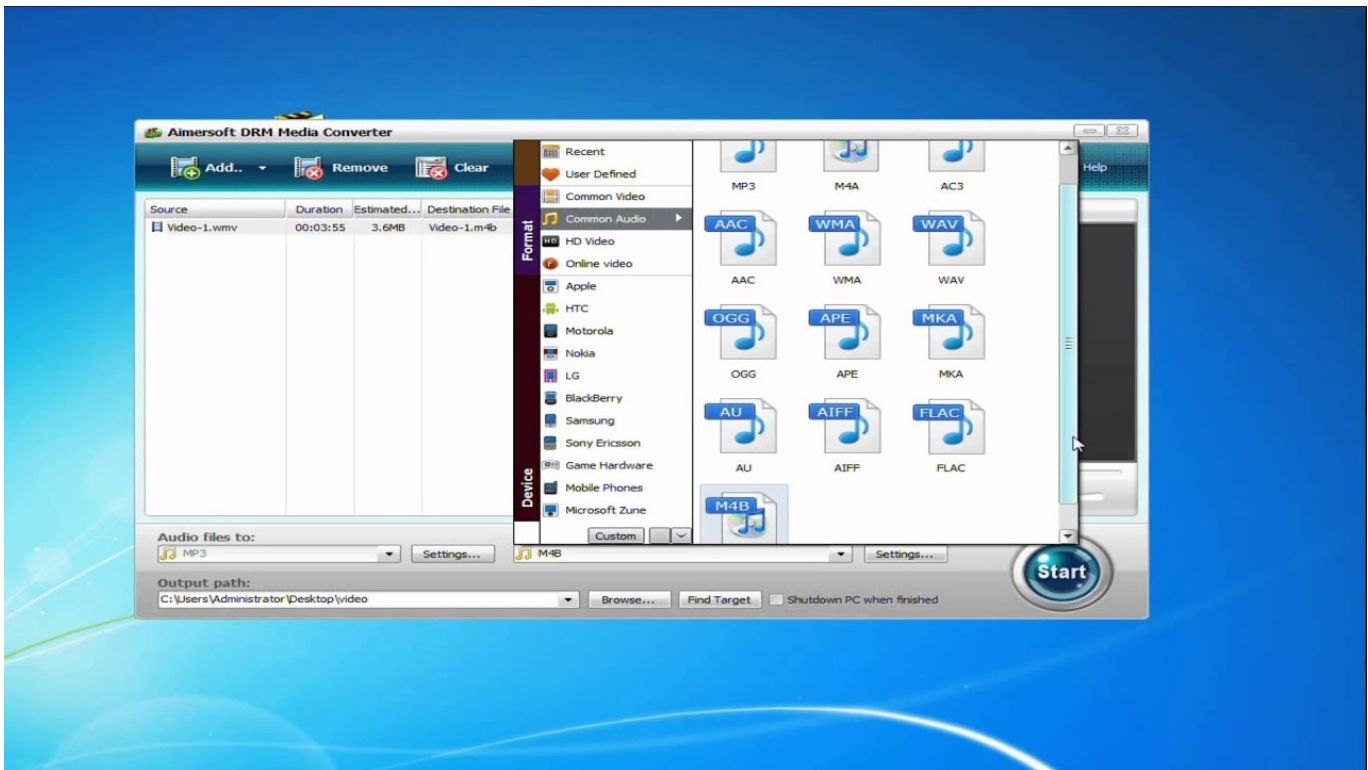 Aimersoft DRM Media Converter
Add.. Remove Clear Help
Source Duration Estimated... Destination File
Video-1.wmv 00:03:55 3.6MB Video-1.m4b
Format
Recent
User Defined
Common Video
Common Audio
HD HD Video
Online video
Device
Apple
HTC
Motorola
Nokia
LG
BlackBerry
Samsung
Sony Ericsson
Game Hardware
Mobile Phones
Microsoft Zune
Custom
MP3 M4A AC3
AAC WMA WAV
AAC WMA WAV
OGG APE MKA
OGG APE MKA
AU AIFF FLAC
AU AIFF FLAC
M4B
Audio files to:
MP3 Settings... M4B Settings...
Start
Output path:
C:\Users\Administrator\Desktop\video Browse... Find Target Shutdown PC when finished